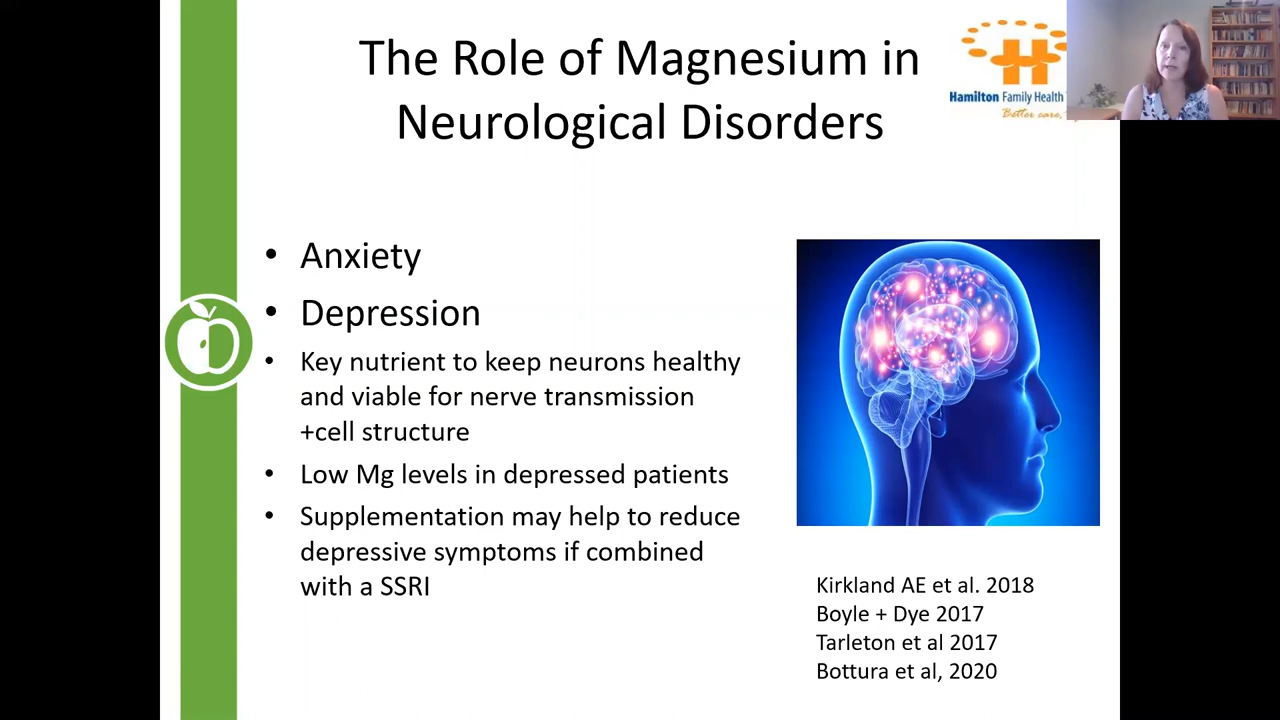 The Role of Magnesium in
Neurological Disorders
Hamilton Family Health
Better care,
• Anxiety
• Depression
• Key nutrient to keep neurons healthy
and viable for nerve transmission
+cell structure
• Low Mg levels in depressed patients
• Supplementation may help to reduce
depressive symptoms if combined
with a SSRI
Kirkland AE et al. 2018
Boyle + Dye 2017
Tarleton et al 2017
Bottura et al, 2020